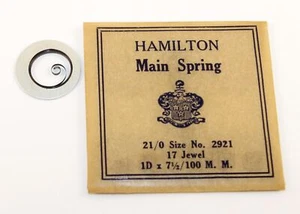 HAMILTON
Main Spring
21/0 Size No. 2921
17 Jewel
1D x 7½/100 M. M.